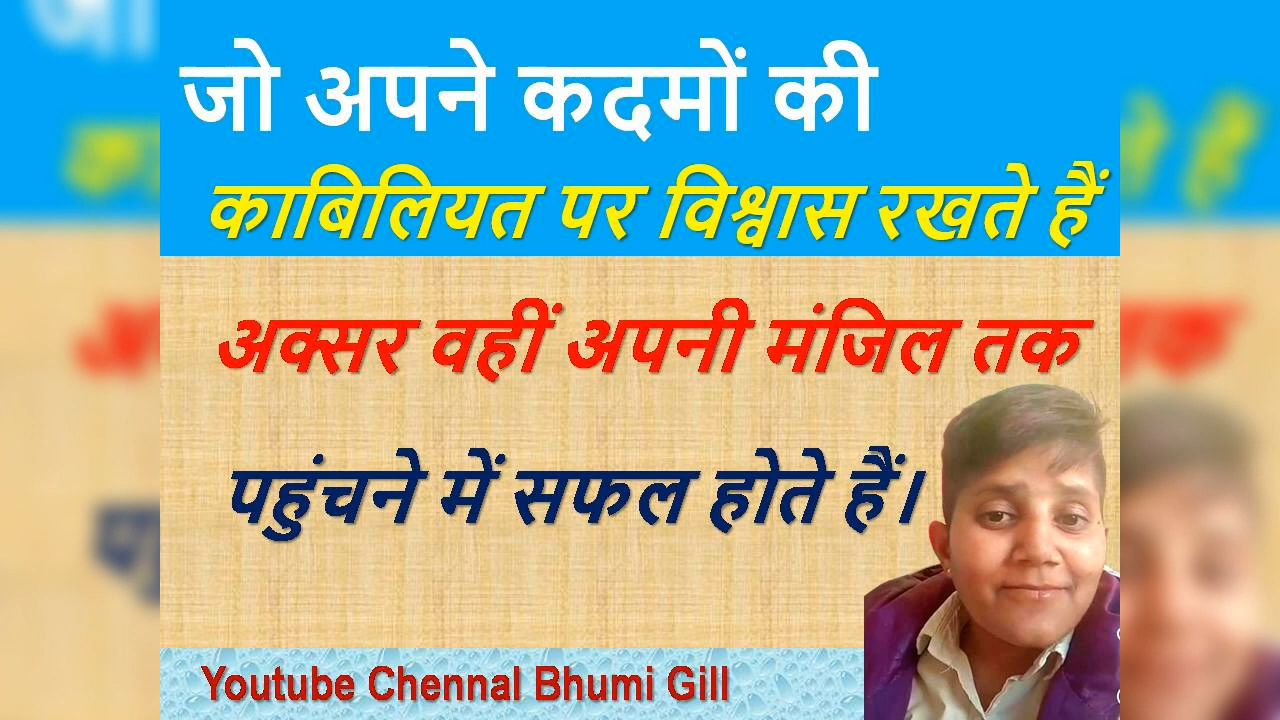 जो अपने कदमों की
काबिलियत पर विश्वास रखते हैं
अक्सर वहीं अपनी मंजिल तक
पहुंचने में सफल होते हैं।
Youtube Chennal Bhumi Gill